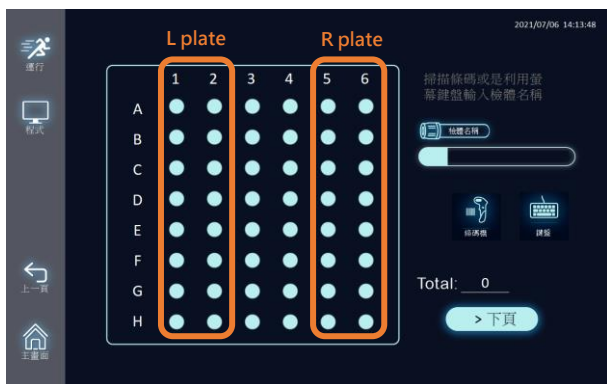 2021/07/06 14:13:48
L plate
R plate
運行
程式
上一頁
主畫面
1 2 3 4 5 6
A
B
C
D
E
F
G
H
掃描條碼或是利用螢
幕鍵盤輸入檢體名稱
檢體名稱
條碼機
鍵盤
Total: 0
> 下頁